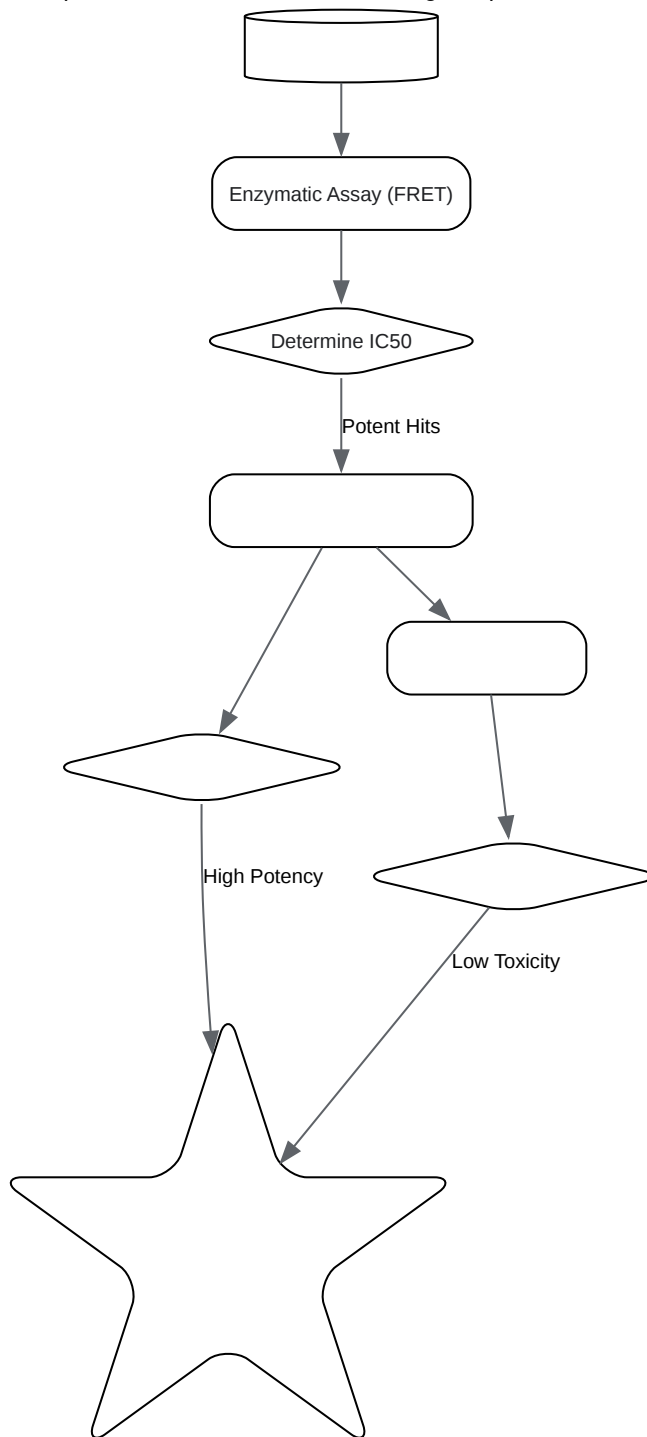 Enzymatic Assay (FRET)
Determine IC50
Potent Hits
High Potency
Low Toxicity